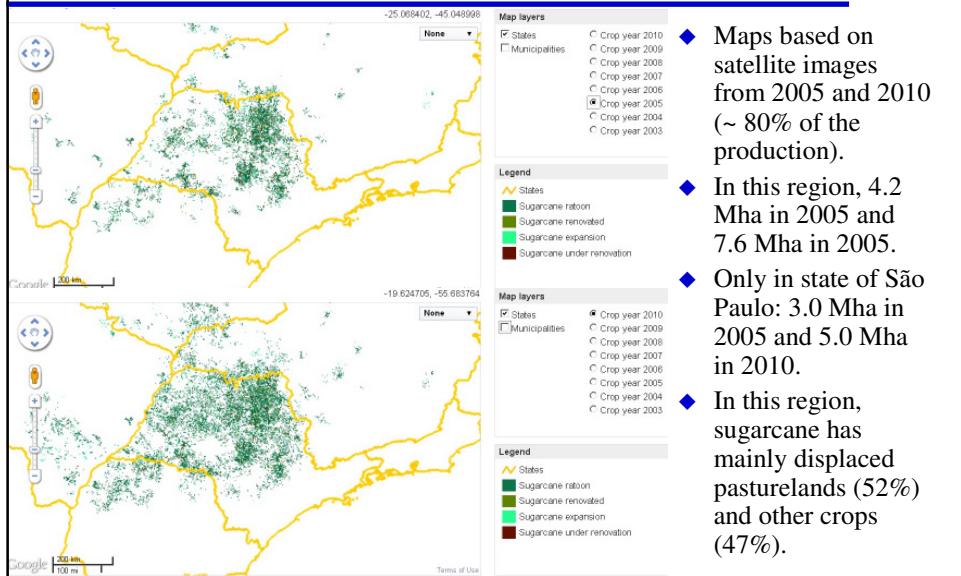 -25.068402, -45.048998
None
Google
200 km
Map layers
States
Municipalities
Crop year 2010
Crop year 2009
Crop year 2008
Crop year 2007
Crop year 2006
Crop year 2005
Crop year 2004
Crop year 2003
Legend
States
Sugarcane ratoon
Sugarcane renovated
Sugarcane expansion
Sugarcane under renovation
-19.624705, -55.683764
None
Google
200 km
100 mi
Terms of Use
Map layers
States
Municipalities
Crop year 2010
Crop year 2009
Crop year 2008
Crop year 2007
Crop year 2006
Crop year 2005
Crop year 2004
Crop year 2003
Legend
States
Sugarcane ratoon
Sugarcane renovated
Sugarcane expansion
Sugarcane under renovation
Maps based on
satellite images
from 2005 and 2010
(~ 80% of the
production).
In this region, 4.2
Mha in 2005 and
7.6 Mha in 2005.
Only in state of São
Paulo: 3.0 Mha in
2005 and 5.0 Mha
in 2010.
In this region,
sugarcane has
mainly displaced
pasturelands (52%)
and other crops
(47%).